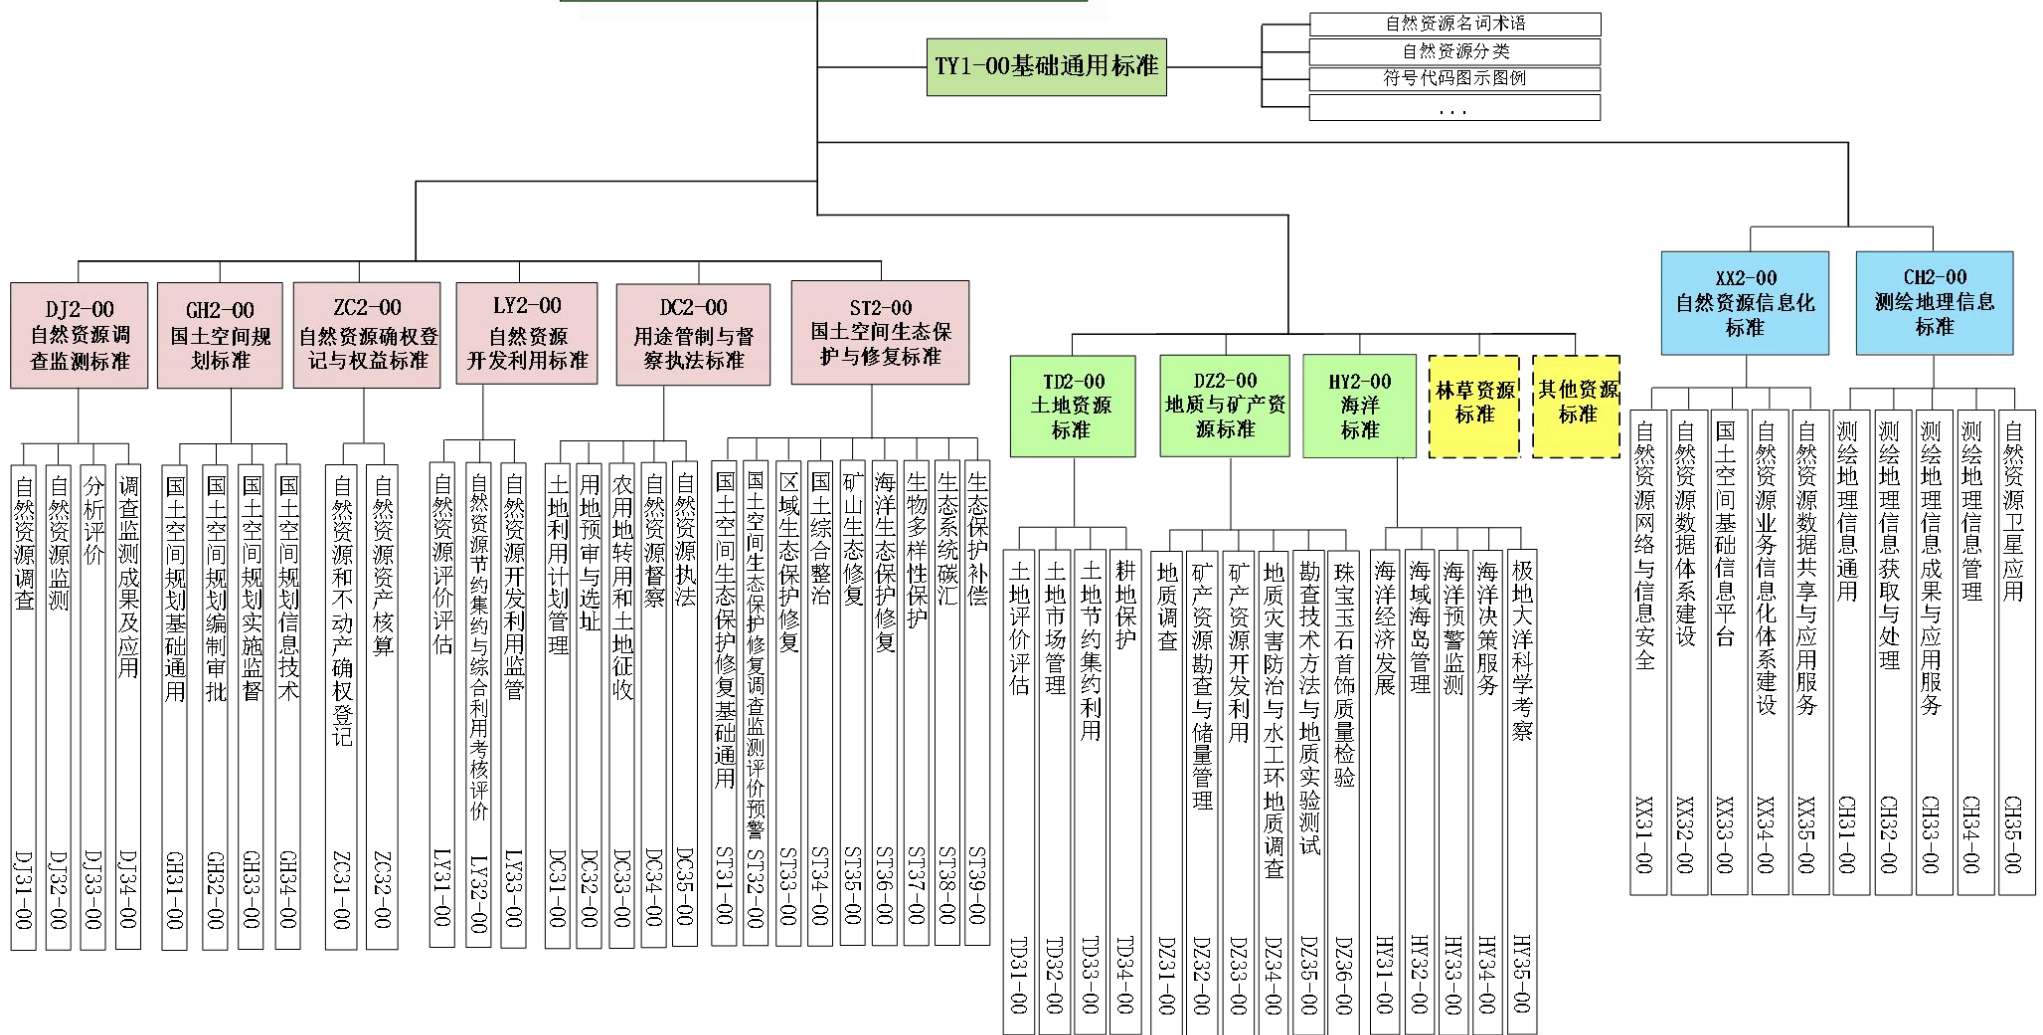 TY1-00基础通用标准
自然资源名词术语
自然资源分类
符号代码图示图例
...
DJ2-00
自然资源调
查监测标准
GH2-00
国土空间规
划标准
ZC2-00
自然资源确权登
记与权益标准
LY2-00
自然资源
开发利用标准
DC2-00
用途管制与督
察执法标准
ST2-00
国土空间生态保
护与修复标准
TD2-00
土地资源
标准
DZ2-00
地质与矿产资
源标准
HY2-00
海洋
标准
林草资源
标准
其他资源
标准
XX2-00
自然资源信息化
标准
CH2-00
测绘地理信息
标准
自然资源调查 DJ31-00
自然资源监测 DJ32-00
分析评价 DJ33-00
调查监测成果及应用 DJ34-00
国土空间规划基础通用 GH31-00
国土空间规划编制审批 GH32-00
国土空间规划实施监督 GH33-00
国土空间规划信息技术 GH34-00
自然资源和不动产确权登记 ZC31-00
自然资源资产核算 ZC32-00
自然资源评价评估 LY31-00
自然资源节约集约与综合利用考核评价 LY32-00
自然资源开发利用监管 LY33-00
土地利用计划管理 DC31-00
用地预审与选址 DC32-00
农用地转用和土地征收 DC33-00
自然资源督察 DC34-00
自然资源执法 DC35-00
国土空间生态保护修复基础通用 ST31-00
国土空间生态保护修复调查监测评价预警 ST32-00
区域生态保护修复 ST33-00
国土综合整治 ST34-00
矿山生态修复 ST35-00
海洋生态保护修复 ST36-00
生物多样性保护 ST37-00
生态系统碳汇 ST38-00
生态保护补偿 ST39-00
土地评价评估 TD31-00
土地市场管理 TD32-00
土地节约集约利用 TD33-00
耕地保护 TD34-00
地质调查 DZ31-00
矿产资源勘查与储量管理 DZ32-00
矿产资源开发利用 DZ33-00
地质灾害防治与水工环地质调查 DZ34-00
勘查技术方法与地质实验测试 DZ35-00
珠宝玉石首饰质量检验 DZ36-00
海洋经济发展 HY31-00
海域海岛管理 HY32-00
海洋预警监测 HY33-00
海洋决策服务 HY34-00
极地大洋科学考察 HY35-00
自然资源网络与信息安全 XX31-00
自然资源数据体系建设 XX32-00
国土空间基础信息平台 XX33-00
自然资源业务信息化体系建设 XX34-00
自然资源数据共享与应用服务 XX35-00
测绘地理信息通用 CH31-00
测绘地理信息获取与处理 CH32-00
测绘地理信息成果与应用服务 CH33-00
测绘地理信息管理 CH34-00
自然资源卫星应用 CH35-00